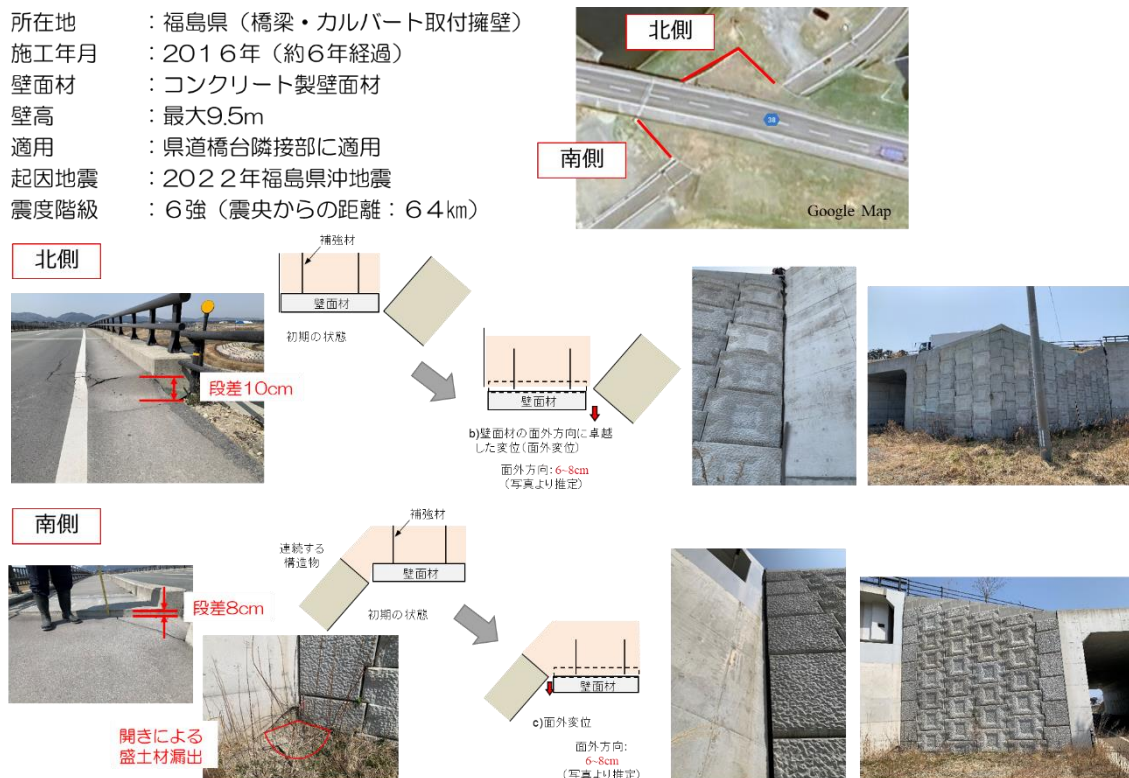 所在地　：福島県（橋梁・カルバート取付擁壁）
施工年月　：２０１６年（約６年経過）
壁面材　：コンクリート製壁面材
壁高　：最大9.5m
適用　：県道橋台隣接部に適用
起因地震　：２０２２年福島県沖地震
震度階級　：６強（震央からの距離：６４㎞）
北側
南側
38
Google Map
北側
段差10cm
補強材
壁面材
初期の状態
壁面材
b)壁面材の面外方向に卓越
した変位(面外変位)
面外方向：6~8cm
(写真より推定)
南側
段差8cm
開きによる
盛土材漏出
連続する
構造物
補強材
壁面材
初期の状態
壁面材
c)面外変位
面外方向：
6~8cm
(写真より推定)